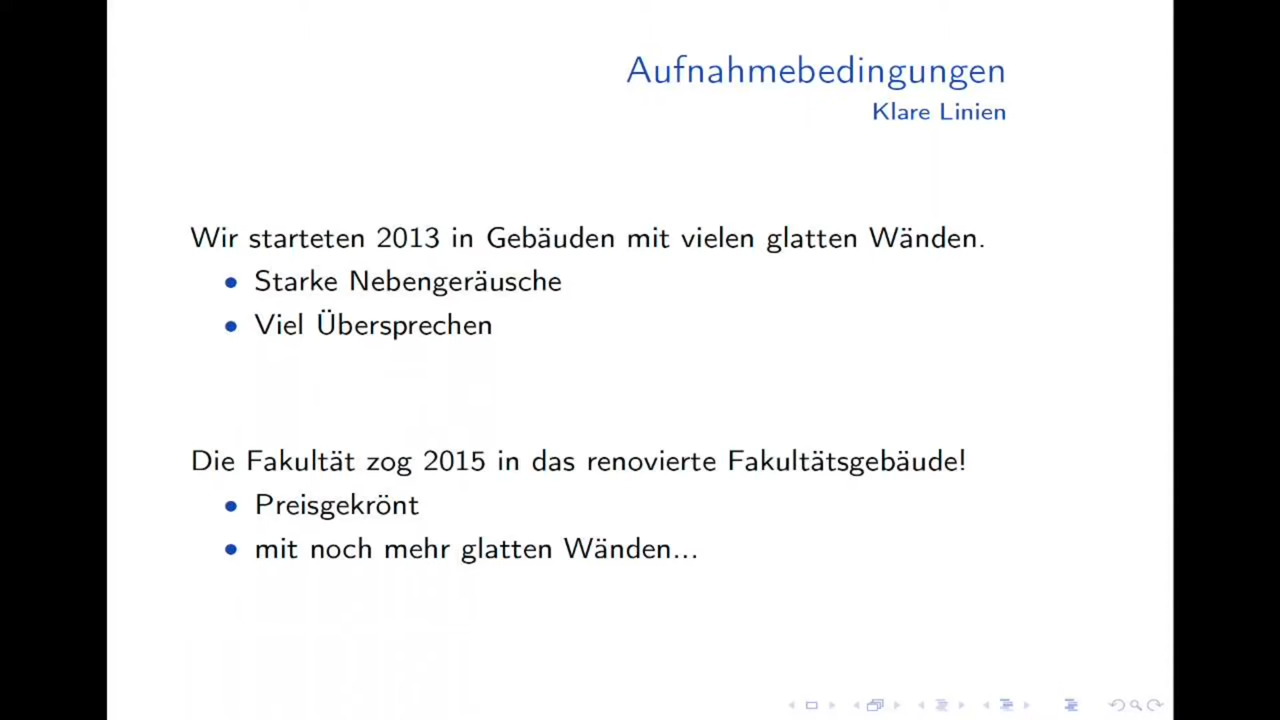 Aufnahmebedingungen
Klare Linien
Wir starteten 2013 in Gebäuden mit vielen glatten Wänden.
• Starke Nebengeräusche
• Viel Übersprechen
Die Fakultät zog 2015 in das renovierte Fakultätsgebäude!
• Preisgekrönt
• mit noch mehr glatten Wänden...